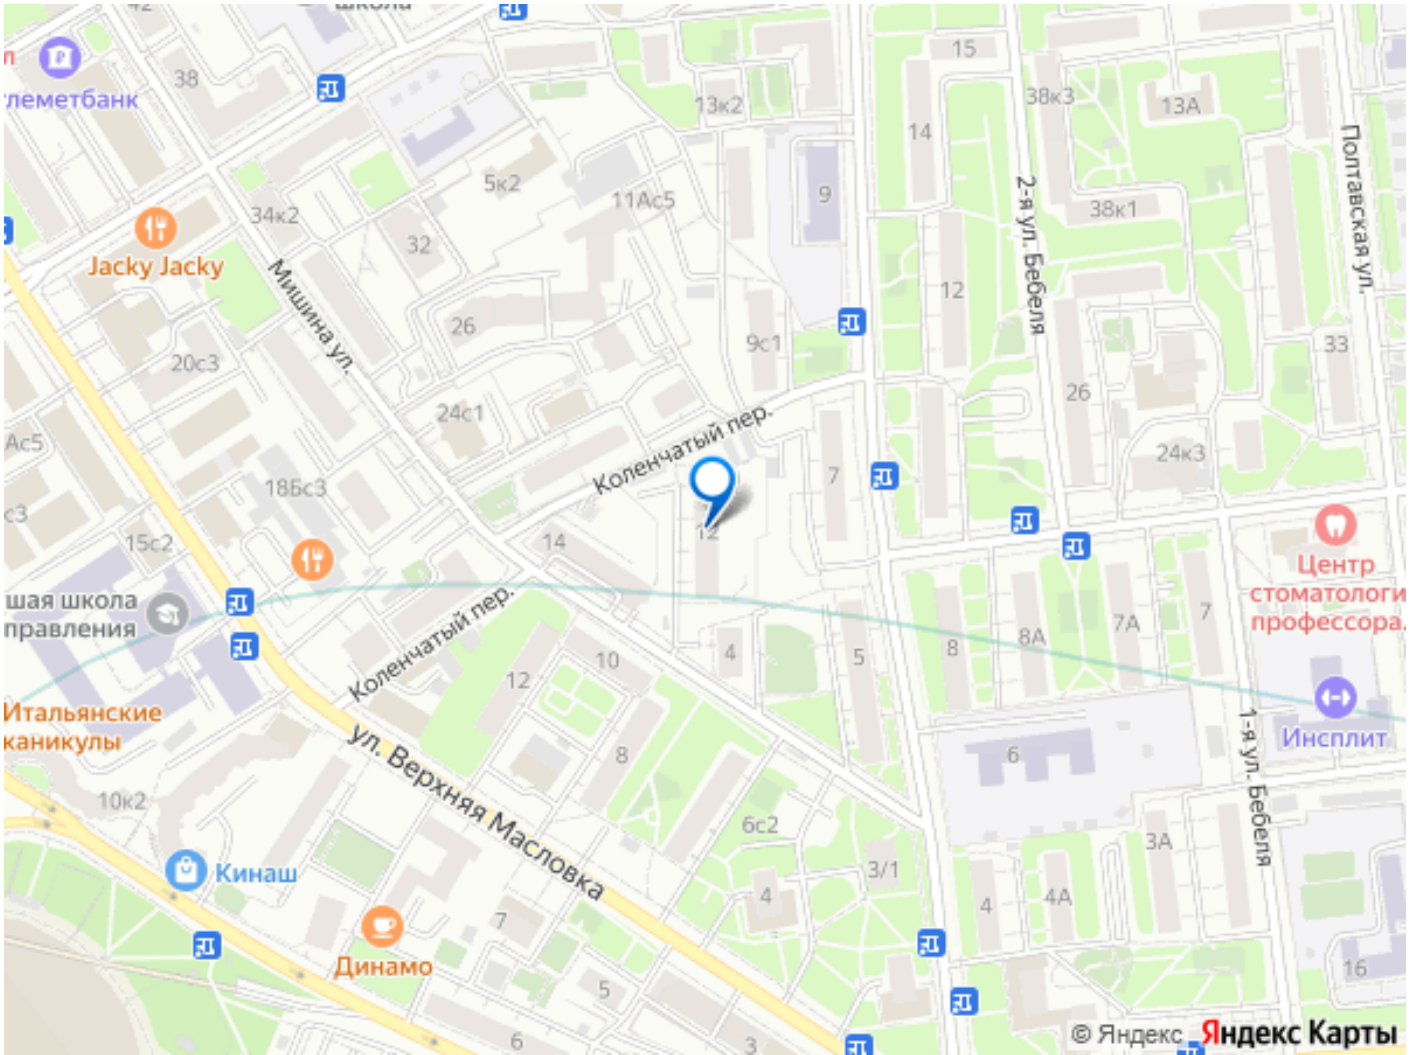 школа
42
15
леметбанк
38
13к2
38к3
13А
14
Полтавская ул.
5к2
11Ас5
9
2-я ул. Бебеля
38к1
34к2
32
Jacky Jacky
Мишина ул.
12
26
9с1
33
20с3
26
24с1
Ас5
Коленчатый пер.
7
24к3
18Бс3
с3
15с2
14
12
Центр
стоматологи
профессора.
шая школа
правления
Коленчатый пер.
4
5
8
8А
7А
7
10
12
Итальянские
каникулы
ул. Верхняя Масловка
8
6
1-я ул. Бебеля
Инсплит
10к2
6с2
3А
3/1
Кинаш
4
4
4А
7
Динамо
5
16
6
3
© Яндекс Яндекс Карты